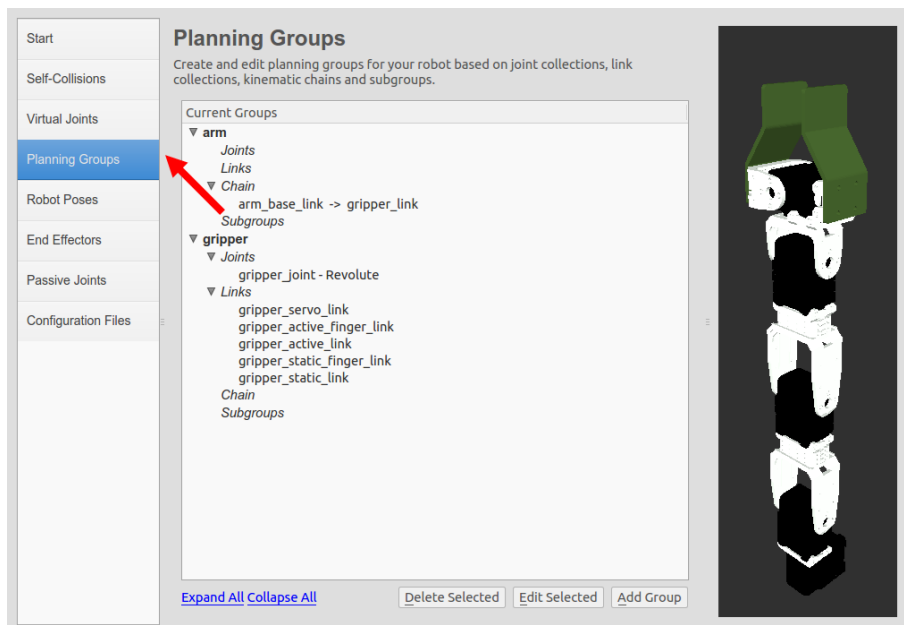 Start
Self-Collisions
Virtual Joints
Planning Groups
Robot Poses
End Effectors
Passive Joints
Configuration Files
Planning Groups
Create and edit planning groups for your robot based on joint collections, link
collections, kinematic chains and subgroups.
Current Groups
arm
Joints
Links
Chain
arm_base_link -> gripper_link
Subgroups
gripper
Joints
gripper_joint - Revolute
Links
gripper_servo_link
gripper_active_finger_link
gripper_active_link
gripper_static_finger_link
gripper_static_link
Chain
Subgroups
Expand All Collapse All
Delete Selected
Edit Selected
Add Group